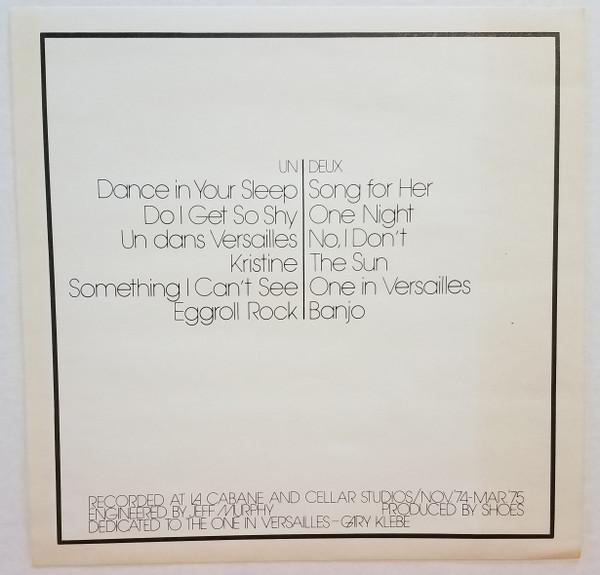 UN DEUX
Dance in Your Sleep Song for Her
Do I Get So Shy One Night
Un dans Versailles No, I Don't
Kristine The Sun
Something I Can't See One in Versailles
Eggroll Rock Banjo
RECORDED AT LA CABANE AND CELLAR STUDIOS/NOV.'74-MAR.'75
ENGINEERED BY JEFF MURPHY PRODUCED BY SHOES
DEDICATED TO THE ONE IN VERSAILLES-GARY KLEBE